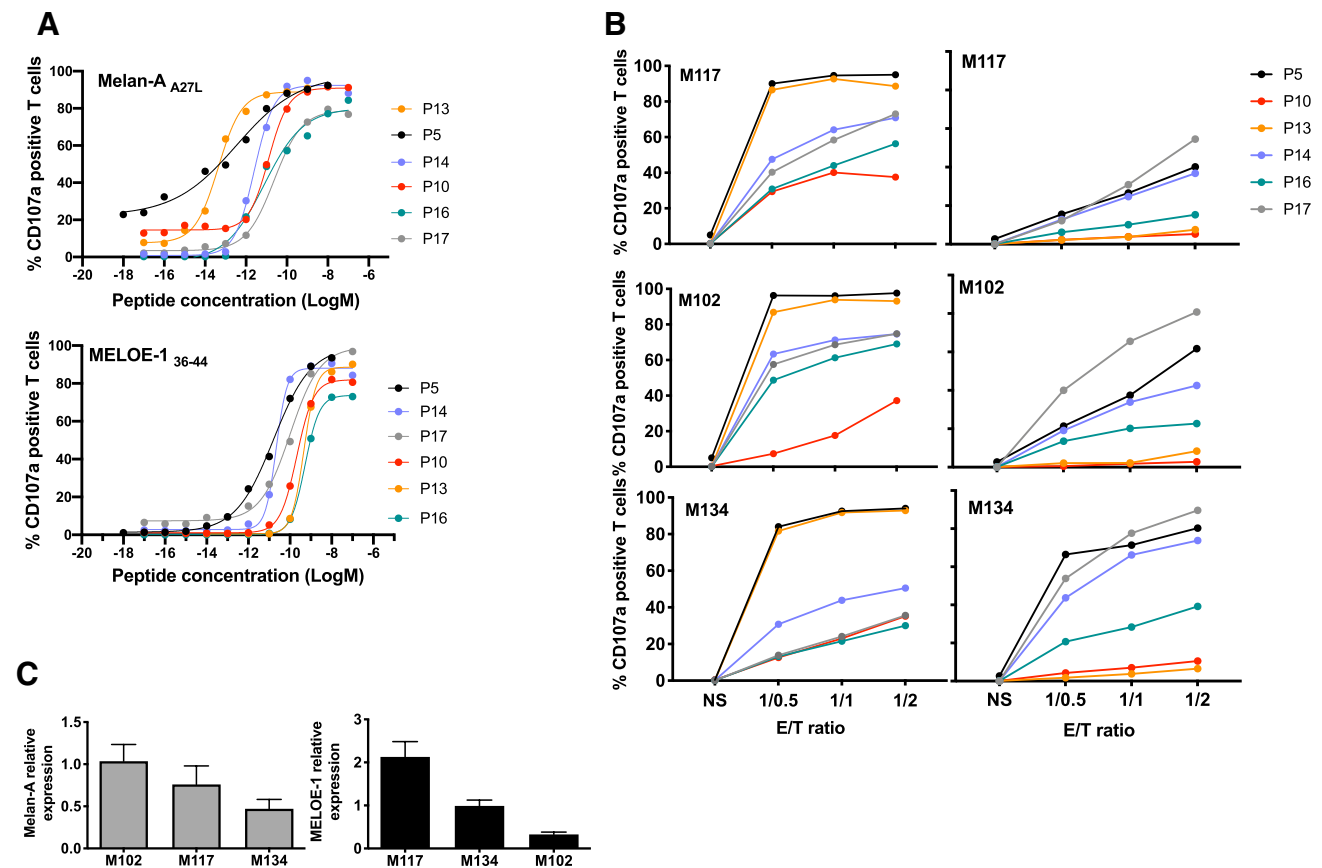 A
% CD107a positive T cells
Melan-A A27L
100
80
60
40
20
0
-20 -18 -16 -14 -12 -10 -8 -6
Peptide concentration (LogM)
P13
P5
P14
P10
P16
P17
% CD107a positive T cells
MELOE-1 36-44
100
80
60
40
20
0
-20 -18 -16 -14 -12 -10 -8 -6
Peptide concentration (LogM)
P5
P14
P17
P10
P13
P16
B
% CD107a positive T cells
M117
100
80
60
40
20
0
M117
P5
P10
P13
P14
P16
P17
% CD107a positive T cells
M102
100
80
60
40
20
0
M102
% CD107a positive T cells
M134
100
80
60
40
20
0
NS 1/0.5 1/1 1/2
E/T ratio
M134
NS 1/0.5 1/1 1/2
E/T ratio
C
Melan-A relative
expression
1.5
1.0
0.5
0.0
M102 M117 M134
MELOE-1 relative
expression
3
2
1
0
M117 M134 M102